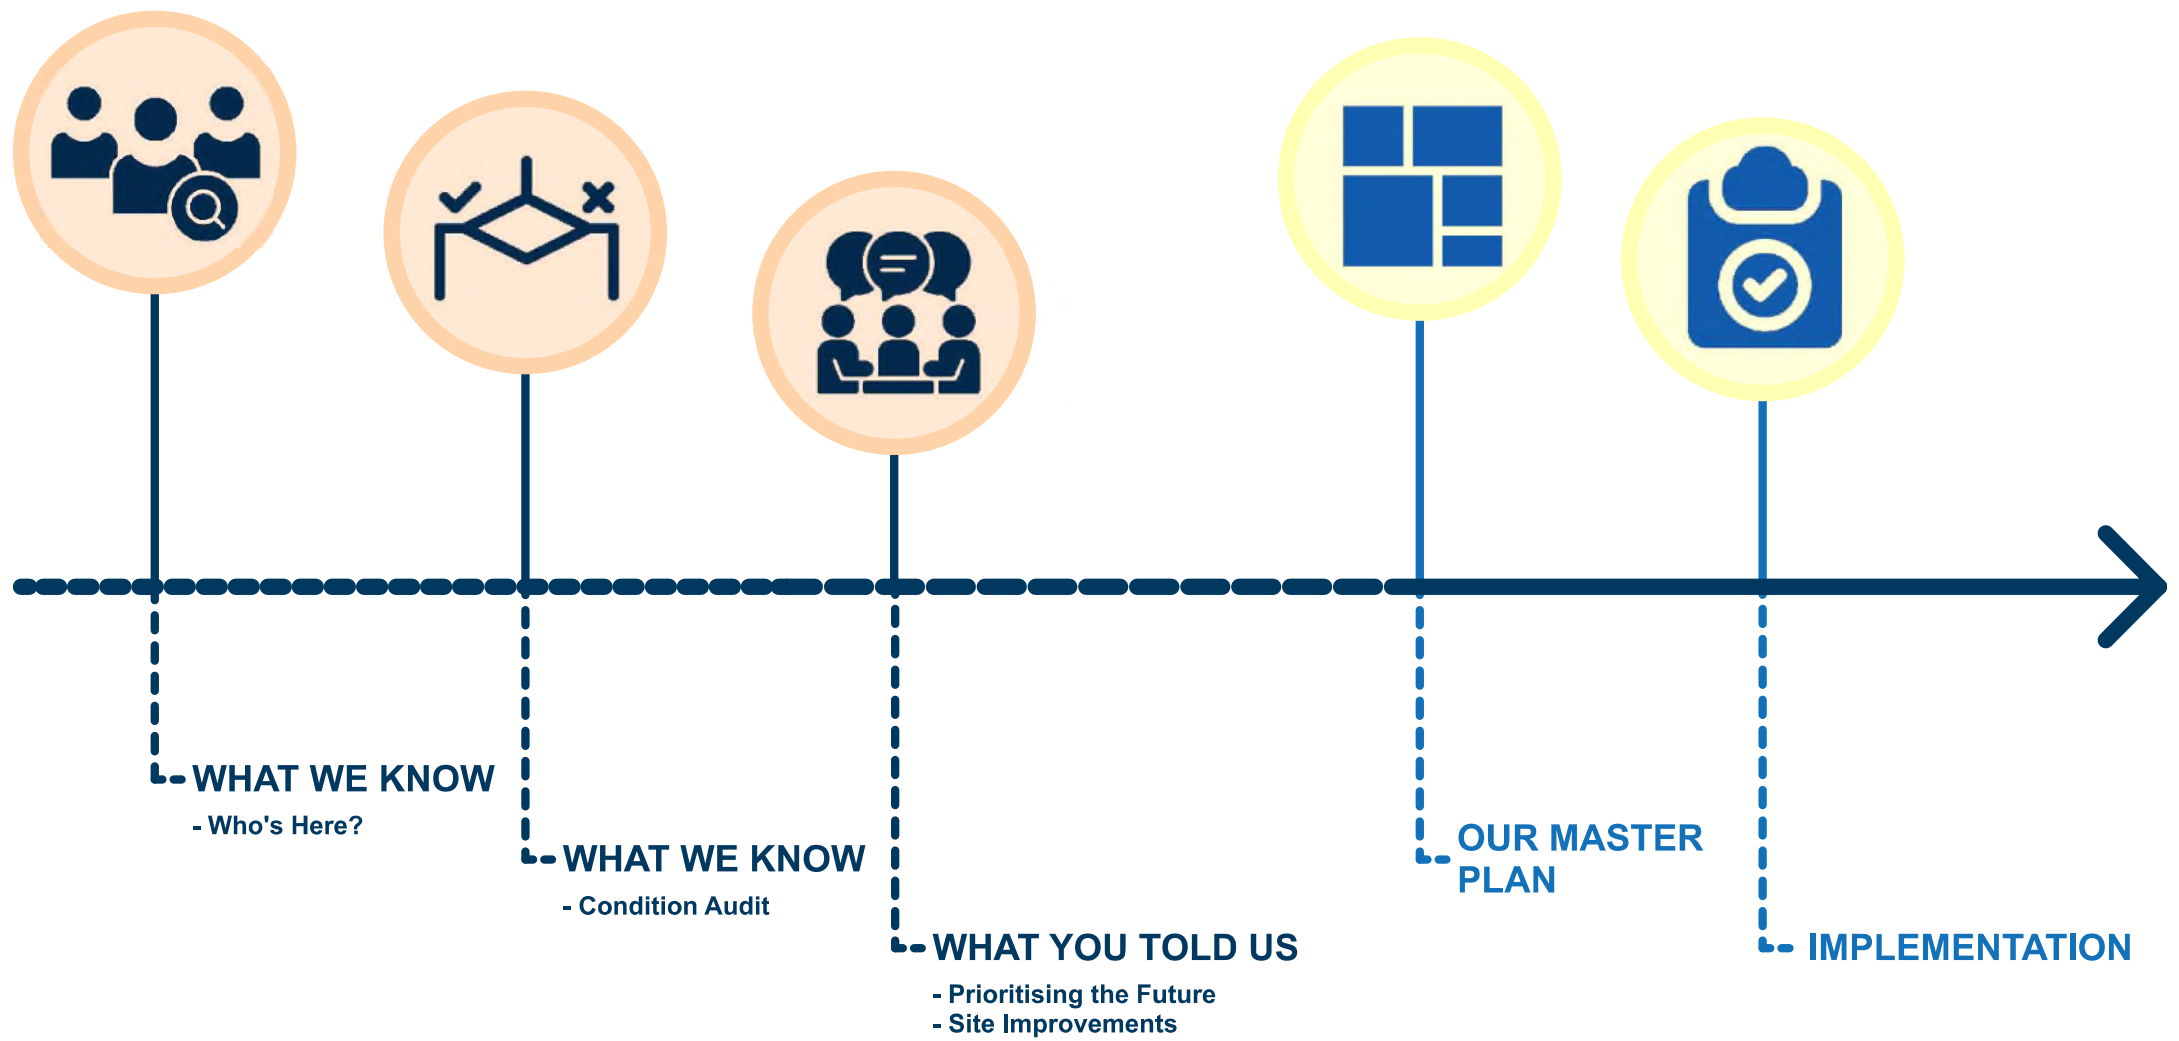 WHAT WE KNOW
- Who's Here?
WHAT WE KNOW
- Condition Audit
WHAT YOU TOLD US
- Prioritising the Future
- Site Improvements
OUR MASTER
PLAN
IMPLEMENTATION